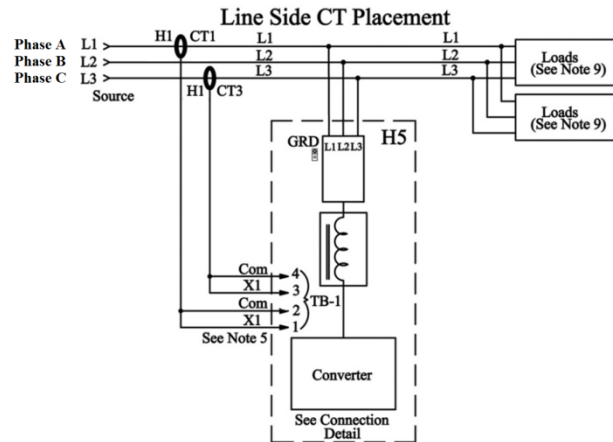 Line Side CT Placement
Phase A L1 H1 CT1 L1 L1
Phase B L2 L2 L2
Phase C L3 L3 L3
Source H1 CT3
Loads
(See Note 9)
Loads
(See Note 9)
GRD L1 L2 L3 H5
Com 4
X1 3
TB-1
Com 2
X1 1
See Note 5
Converter
See Connection
Detail